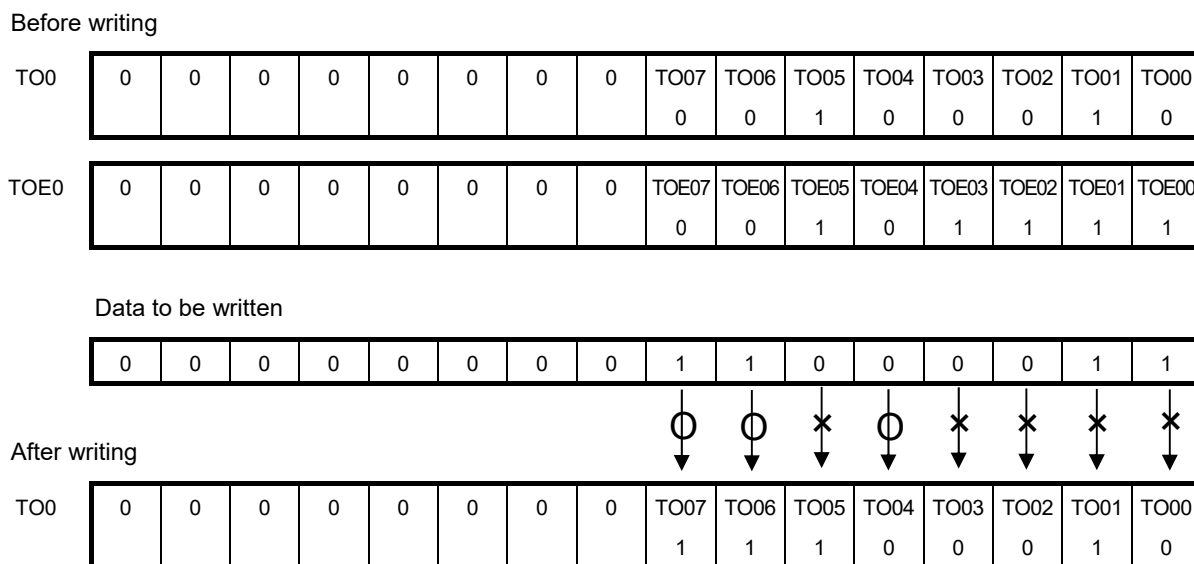 Before writing
TO0 0 0 0 0 0 0 0 0 TO07 TO06 TO05 TO04 TO03 TO02 TO01 TO00
0 0 1 0 0 0 1 0
TOE0 0 0 0 0 0 0 0 0 TOE07 TOE06 TOE05 TOE04 TOE03 TOE02 TOE01 TOE00
0 0 1 0 1 1 1 1
Data to be written
0 0 0 0 0 0 0 0 1 1 0 0 0 0 1 1
O O × O × × × ×
After writing
TO0 0 0 0 0 0 0 0 0 TO07 TO06 TO05 TO04 TO03 TO02 TO01 TO00
1 1 1 0 0 0 1 0